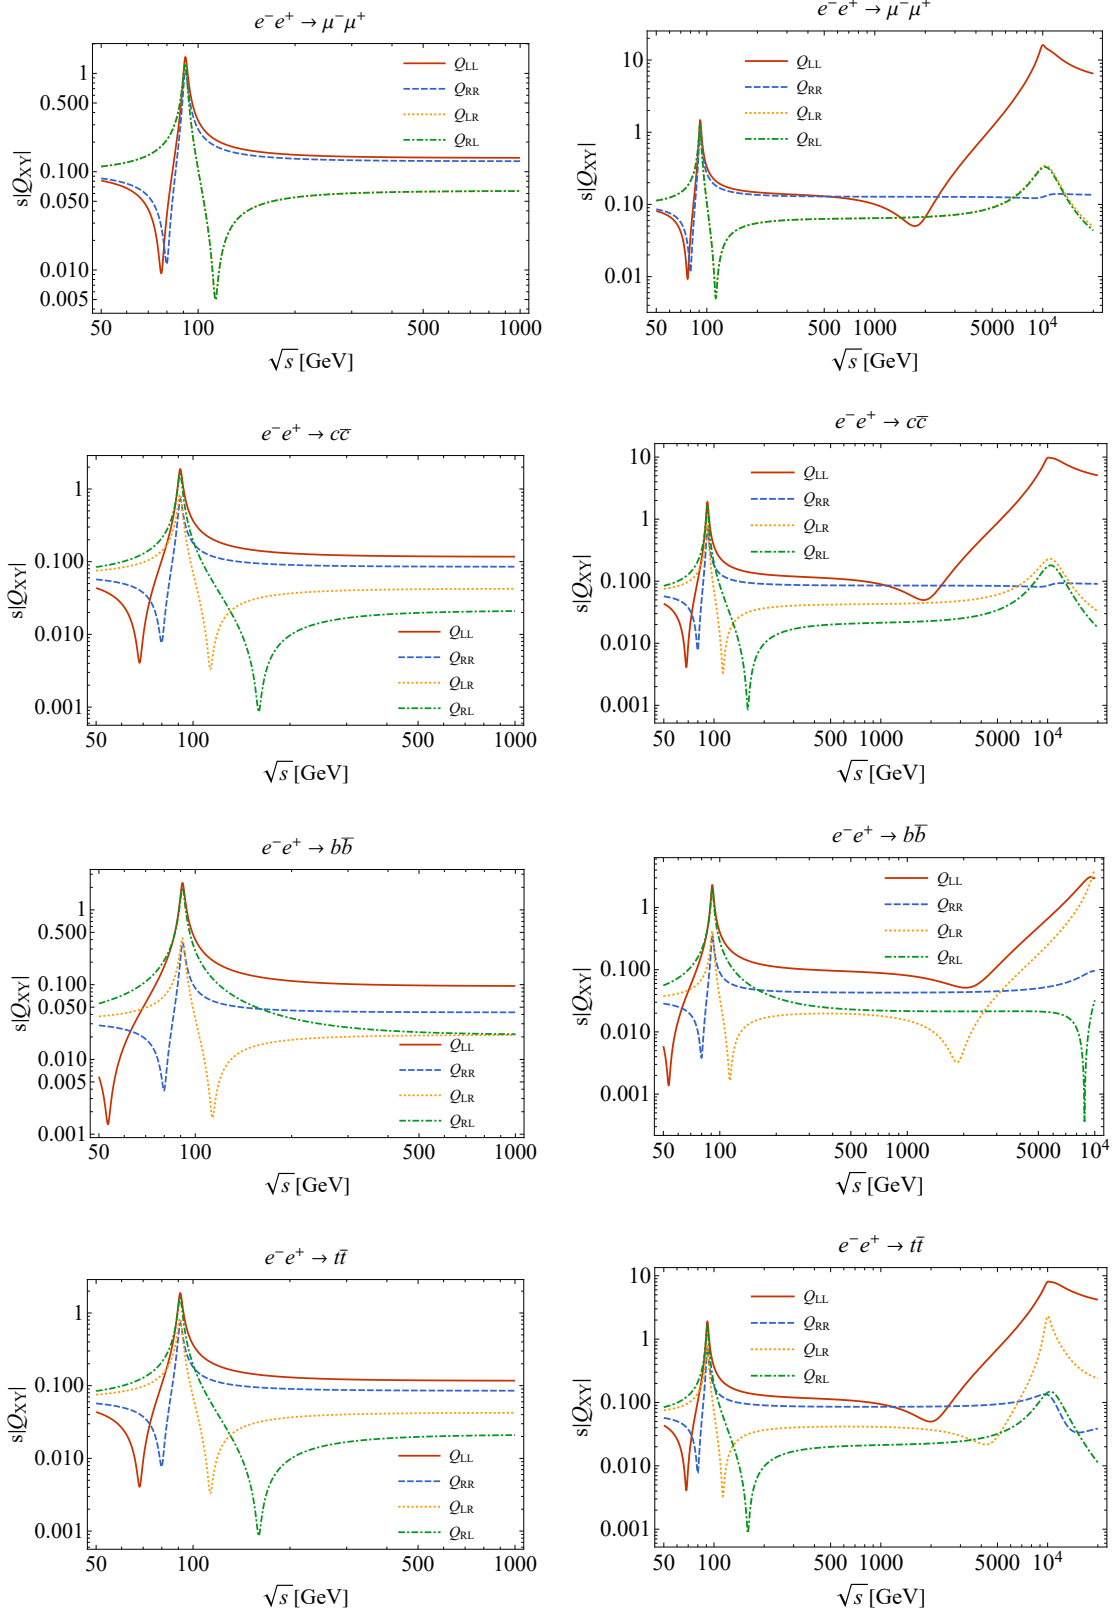 e⁻e⁺ → μ⁻μ⁺
s|Q_XY|
1
0.500
0.100
0.050
0.010
0.005
Q_LL
Q_RR
Q_LR
Q_RL
50 100 500 1000
√s [GeV]
e⁻e⁺ → μ⁻μ⁺
s|Q_XY|
10
1
0.10
0.01
Q_LL
Q_RR
Q_LR
Q_RL
50 100 500 1000 5000 10⁴
√s [GeV]
e⁻e⁺ → cc̅
s|Q_XY|
1
0.100
0.010
0.001
Q_LL
Q_RR
Q_LR
Q_RL
50 100 500 1000
√s [GeV]
e⁻e⁺ → cc̅
s|Q_XY|
10
1
0.100
0.010
0.001
Q_LL
Q_RR
Q_LR
Q_RL
50 100 500 1000 5000 10⁴
√s [GeV]
e⁻e⁺ → bb̅
s|Q_XY|
1
0.500
0.100
0.050
0.010
0.005
0.001
Q_LL
Q_RR
Q_LR
Q_RL
50 100 500 1000
√s [GeV]
e⁻e⁺ → bb̅
s|Q_XY|
1
0.100
0.010
0.001
Q_LL
Q_RR
Q_LR
Q_RL
50 100 500 1000 5000 10⁴
√s [GeV]
e⁻e⁺ → tt̅
s|Q_XY|
1
0.100
0.010
0.001
Q_LL
Q_RR
Q_LR
Q_RL
50 100 500 1000
√s [GeV]
e⁻e⁺ → tt̅
s|Q_XY|
10
1
0.100
0.010
0.001
Q_LL
Q_RR
Q_LR
Q_RL
50 100 500 1000 5000 10⁴
√s [GeV]